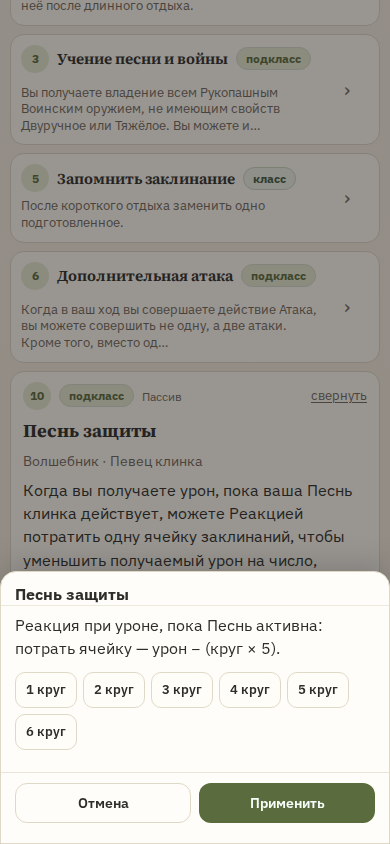 неё после длинного отдыха.
3 Учение песни и войны подкласс
Вы получаете владение всем Рукопашным
Воинским оружием, не имеющим свойств
Двуручное или Тяжёлое. Вы можете и...
5 Запомнить заклинание класс
После короткого отдыха заменить одно
подготовленное.
6 Дополнительная атака подкласс
Когда в ваш ход вы совершаете действие Атака,
вы можете совершить не одну, а две атаки.
Кроме того, вместо од...
10 подкласс Пассив свернуть
Песнь защиты
Волшебник · Певец клинка
Когда вы получаете урон, пока ваша Песнь
клинка действует, можете Реакцией
потратить одну ячейку заклинаний, чтобы
уменьшить получаемый урон на число,
Песнь защиты
Реакция при уроне, пока Песнь активна:
потрать ячейку — урон − (круг × 5).
1 круг 2 круг 3 круг 4 круг 5 круг
6 круг
Отмена Применить